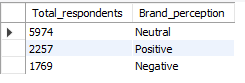 Total_respondents Brand_perception
5974 Neutral
2257 Positive
1769 Negative